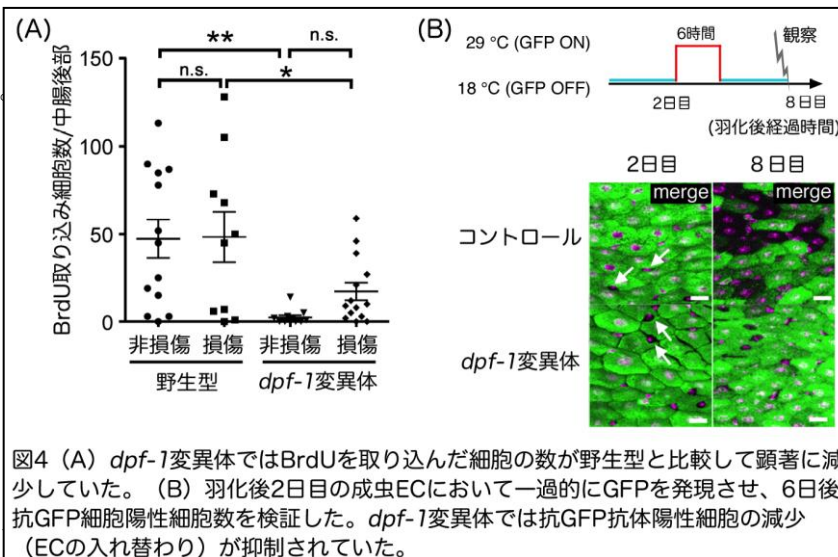 (A)
BrdU取り込み細胞数/中腸後部
150
100
50
0
**
n.s.
n.s.
*
非損傷 損傷 非損傷 損傷
野生型 dpf-1変異体
(B)
29 °C (GFP ON)
6時間
観察
18 °C (GFP OFF)
2日目 8日目
(羽化後経過時間)
2日目 8日目
merge merge
コントロール
dpf-1変異体
図4（A）dpf-1変異体ではBrdUを取り込んだ細胞の数が野生型と比較して顕著に減
少していた。（B）羽化後2日目の成虫ECにおいて一過的にGFPを発現させ、6日後
抗GFP細胞陽性細胞数を検証した。dpf-1変異体では抗GFP抗体陽性細胞の減少
（ECの入れ替わり）が抑制されていた。